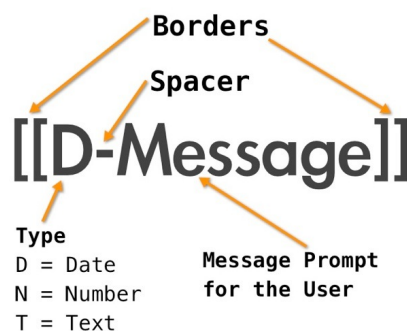 Borders
Spacer
[[D-Message]]
Type
D = Date
N = Number
T = Text
Message Prompt
for the User